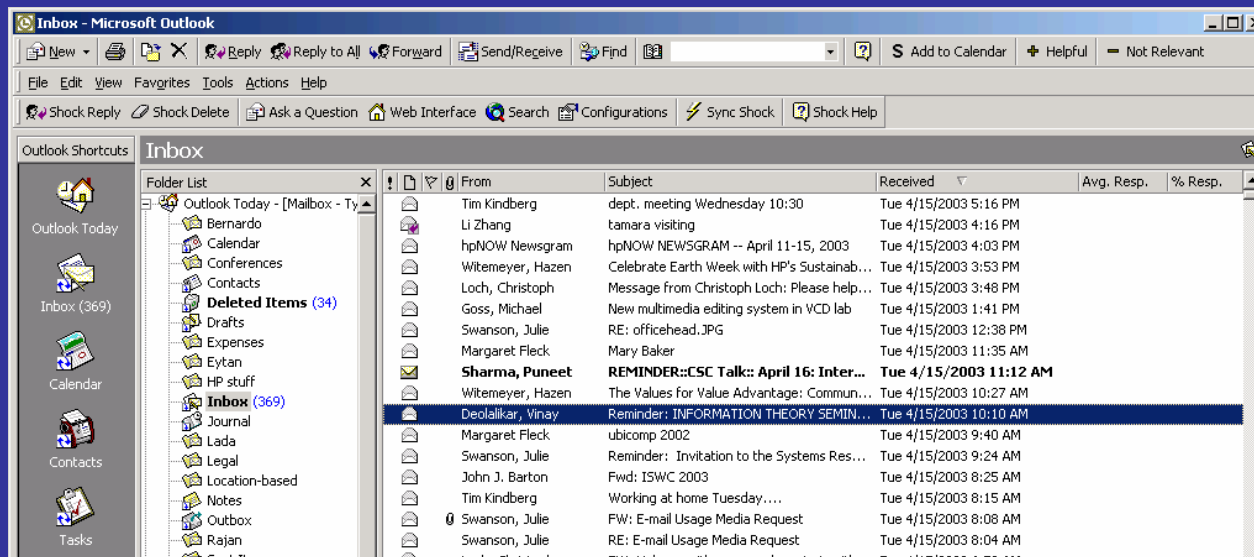 Inbox - Microsoft Outlook
New Reply Reply to All Forward Send/Receive Find S Add to Calendar Helpful Not Relevant
File Edit View Favorites Tools Actions Help
Shock Reply Shock Delete Ask a Question Web Interface Search Configurations Sync Shock Shock Help
Outlook Shortcuts Inbox
Outlook Today
Inbox (369)
Calendar
Contacts
Tasks
Folder List X
Outlook Today - [Mailbox - Ty
Bernardo
Calendar
Conferences
Contacts
Deleted Items (34)
Drafts
Expenses
Eytan
HP stuff
Inbox (369)
Journal
Lada
Legal
Location-based
Notes
Outbox
Rajan
! From Subject Received Avg. Resp. % Resp.
Tim Kindberg dept. meeting Wednesday 10:30 Tue 4/15/2003 5:16 PM
Li Zhang tamara visiting Tue 4/15/2003 4:16 PM
hpNOW Newsgram hpNOW NEWSGRAM -- April 11-15, 2003 Tue 4/15/2003 4:03 PM
Witemeyer, Hazen Celebrate Earth Week with HP's Sustainab... Tue 4/15/2003 3:53 PM
Loch, Christoph Message from Christoph Loch: Please help... Tue 4/15/2003 3:48 PM
Goss, Michael New multimedia editing system in VCD lab Tue 4/15/2003 1:41 PM
Swanson, Julie RE: officehead.JPG Tue 4/15/2003 12:38 PM
Margaret Fleck Mary Baker Tue 4/15/2003 11:35 AM
Sharma, Puneet REMINDER::CSC Talk:: April 16: Inter... Tue 4/15/2003 11:12 AM
Witemeyer, Hazen The Values for Value Advantage: Commun... Tue 4/15/2003 10:27 AM
Deolalikar, Vinay Reminder: INFORMATION THEORY SEMIN... Tue 4/15/2003 10:10 AM
Margaret Fleck ubicomp 2002 Tue 4/15/2003 9:40 AM
Swanson, Julie Reminder: Invitation to the Systems Res... Tue 4/15/2003 9:24 AM
John J. Barton Fwd: ISWC 2003 Tue 4/15/2003 8:25 AM
Tim Kindberg Working at home Tuesday.... Tue 4/15/2003 8:15 AM
Swanson, Julie FW: E-mail Usage Media Request Tue 4/15/2003 8:08 AM
Swanson, Julie RE: E-mail Usage Media Request Tue 4/15/2003 8:04 AM